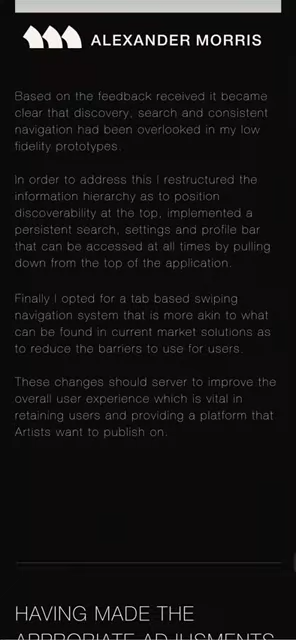 ALEXANDER MORRIS
Based on the feedback received it became
clear that discovery, search and consistent
navigation had been overlooked in my low
fidelity prototypes.
In order to address this I restructured the
information hierarchy as to position
discoverability at the top, implemented a
persistent search, settings and profile bar
that can be accessed at all times by pulling
down from the top of the application.
Finally I opted for a tab based swiping
navigation system that is more akin to what
can be found in current market solutions as
to reduce the barriers to use for users.
These changes should server to improve the
overall user experience which is vital in
retaining users and providing a platform that
Artists want to publish on.
HAVING MADE THE
APPROPIATE ADJUSMENTS